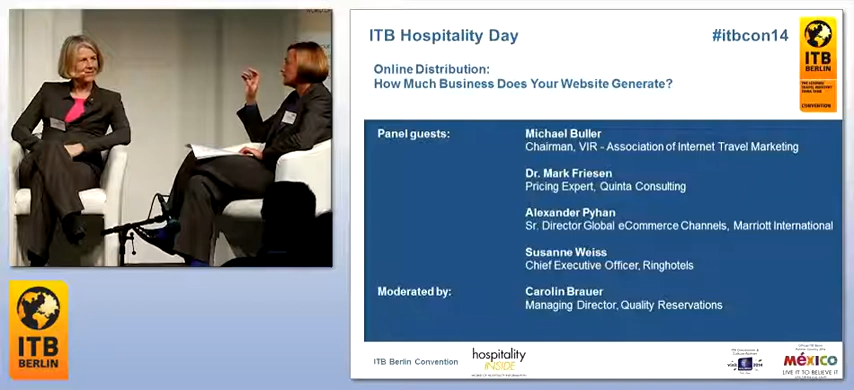 ITB Hospitality Day
#itbcon14
ITB
BERLIN
CONVENTION
Online Distribution:
How Much Business Does Your Website Generate?
Panel guests:
Michael Buller
Chairman, VIR - Association of Internet Travel Marketing
Dr. Mark Friesen
Pricing Expert, Quinta Consulting
Alexander Pyhan
Sr. Director Global eCommerce Channels, Marriott International
Susanne Weiss
Chief Executive Officer, Ringhotels
Moderated by:
Carolin Brauer
Managing Director, Quality Reservations
ITB
BERLIN
ITB Berlin Convention
hospitality
INSIDE
MÉXICO
LIVE IT TO BELIEVE IT